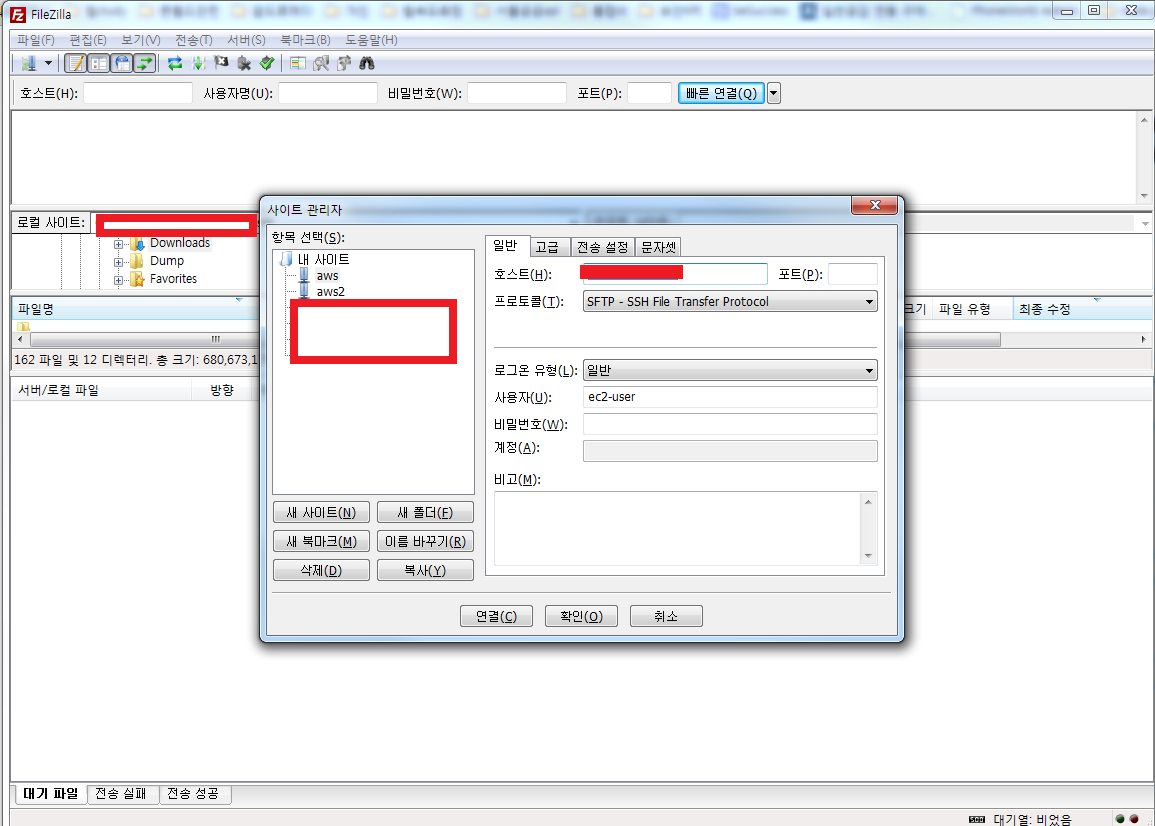 FileZilla
파일(F) 편집(E) 보기(V) 전송(T) 서버(S) 북마크(B) 도움말(H)
호스트(H): 사용자명(U): 비밀번호(W): 포트(P): 빠른 연결(Q)
로컬 사이트:
Downloads
Dump
Favorites
파일명
크기 파일 유형 최종 수정
162 파일 및 12 디렉터리. 총 크기: 680,673,1
서버/로컬 파일 방향
사이트 관리자
항목 선택(S):
내 사이트
aws
aws2
새 사이트(N) 새 폴더(F)
새 북마크(M) 이름 바꾸기(R)
삭제(D) 복사(Y)
일반 고급 전송 설정 문자셋
호스트(H): 포트(P):
프로토콜(T): SFTP - SSH File Transfer Protocol
로그온 유형(L): 일반
사용자(U): ec2-user
비밀번호(W):
계정(A):
비고(M):
연결(C) 확인(O) 취소
대기 파일 전송 실패 전송 성공
대기열: 비었음